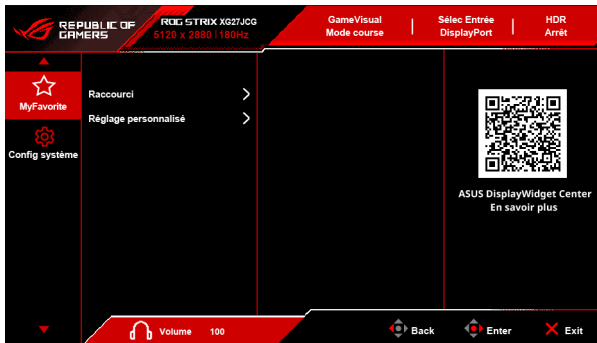 REPUBLIC OF
GAMERS
ROG STRIX XG27JCG
5120 x 2880 | 180Hz
GameVisual
Mode course
Sélec Entrée
DisplayPort
HDR
Arrêt
MyFavorite
Config système
Raccourci
Réglage personnalisé
ASUS DisplayWidget Center
En savoir plus
Volume 100
Back
Enter
Exit